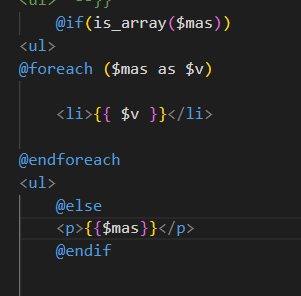 @if(is_array($mas))
<ul>
@foreach ($mas as $v)
<li>{{ $v }}</li>
@endforeach
<ul>
@else
<p>{{$mas}}</p>
@endif